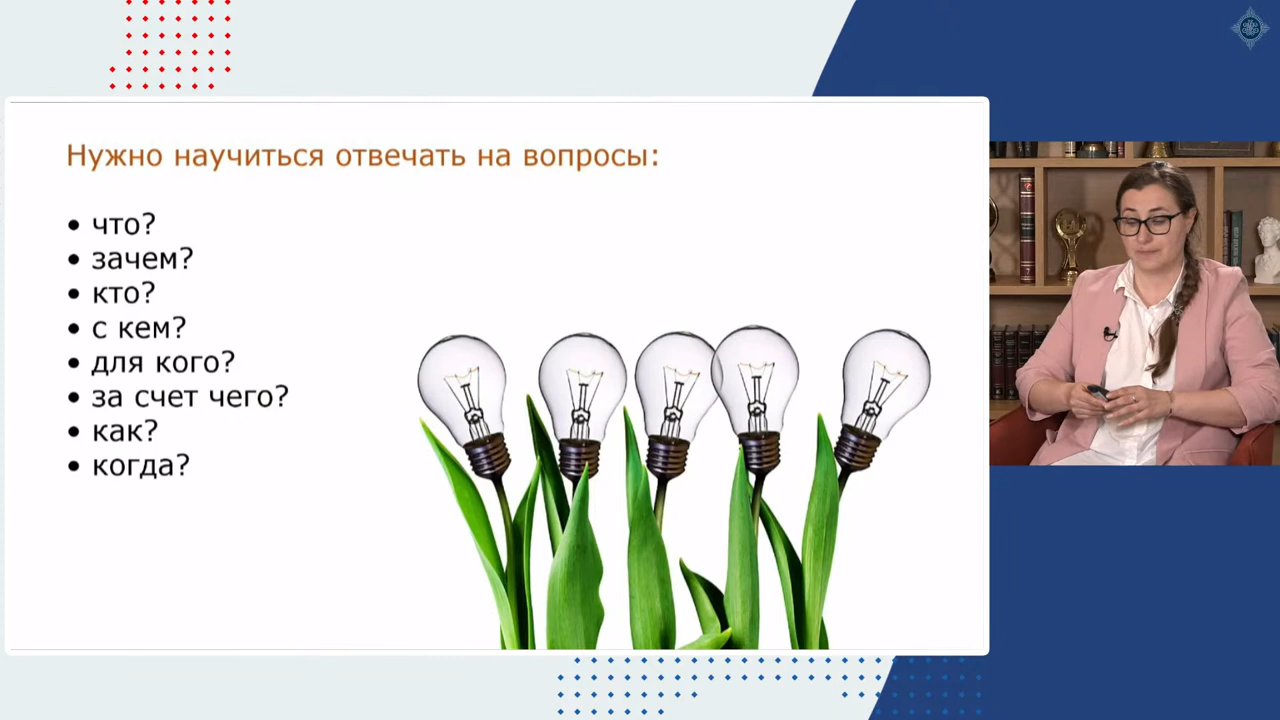 Нужно научиться отвечать на вопросы:
• что?
• зачем?
• кто?
• с кем?
• для кого?
• за счет чего?
• как?
• когда?